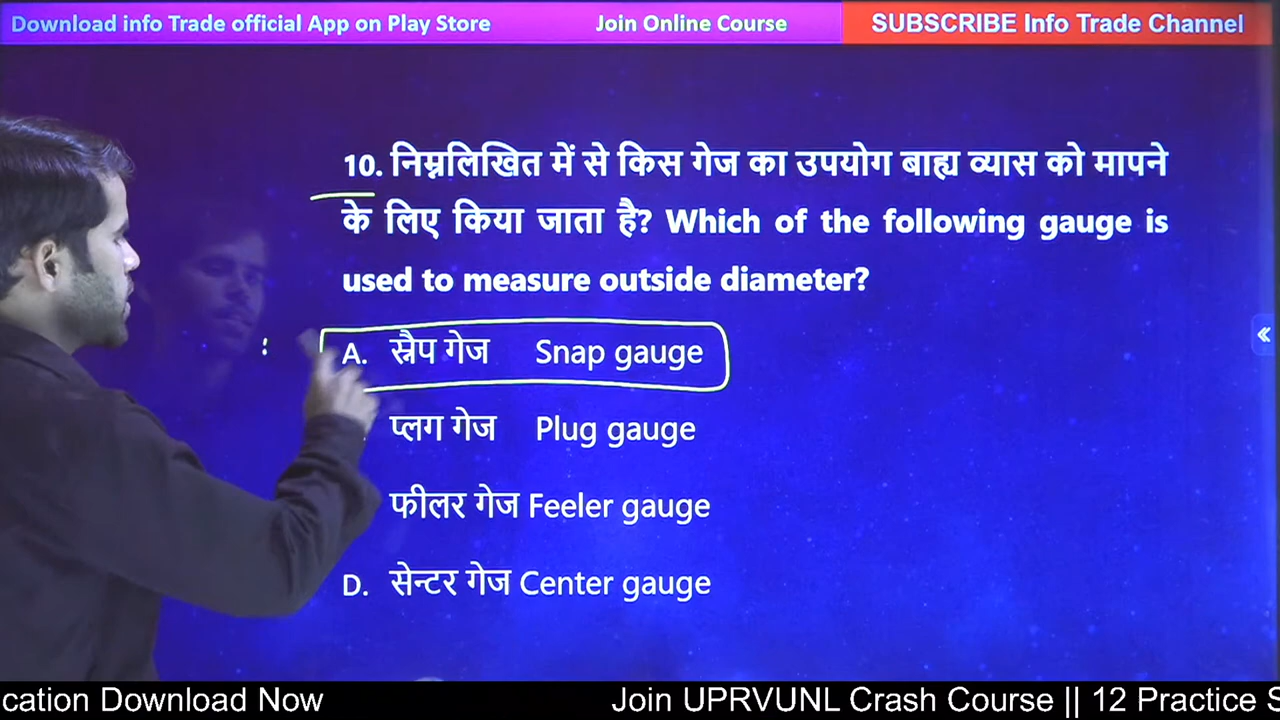 Download info Trade official App on Play Store Join Online Course SUBSCRIBE Info Trade Channel
10. निम्नलिखित में से किस गेज का उपयोग बाह्य व्यास को मापने
के लिए किया जाता है? Which of the following gauge is
used to measure outside diameter?
A. स्नैप गेज Snap gauge
प्लग गेज Plug gauge
फीलर गेज Feeler gauge
D. सेन्टर गेज Center gauge
cation Download Now Join UPRVUNL Crash Course || 12 Practice S